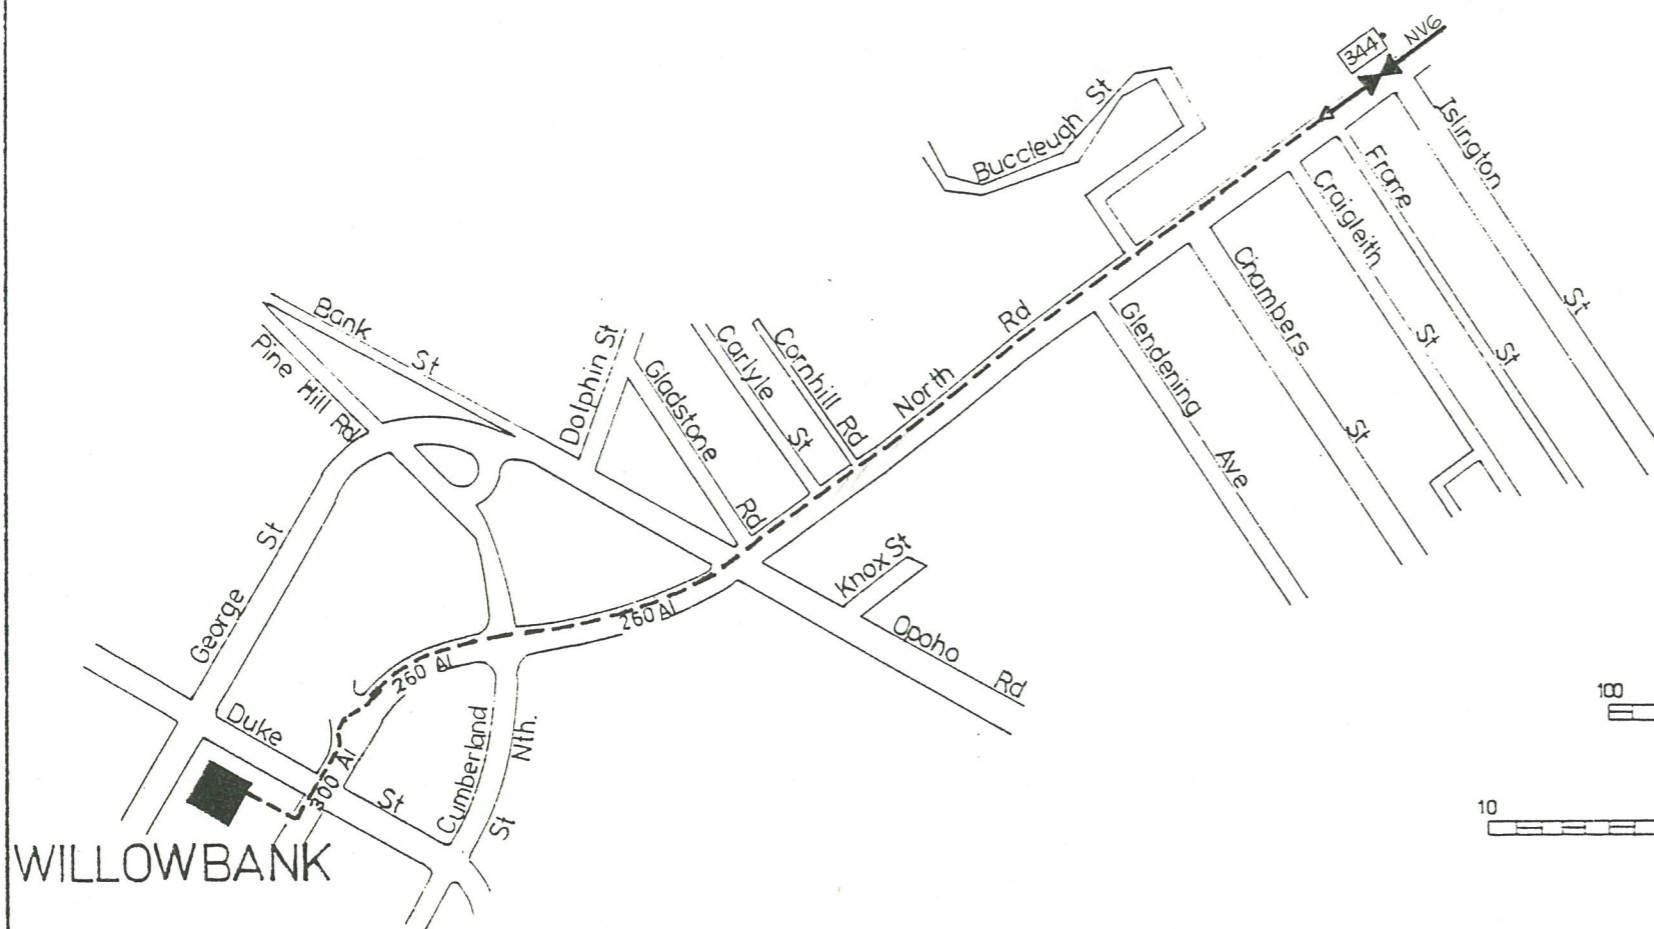 NVG
344
Islington
St
Frame
St
Craigleith
St
Chambers
St
Glendening
Ave
Buccleugh St
North Rd
Cornhill Rd
Carlyle
St
Gladstone
Rd
Dolphin St
Bank
St
Pine Hill Rd
George St
Knox St
Opoho
Rd
260 Al
260 Al
300 Al
Duke
St
Cumberland
St
Nth.
WILLOWBANK
100
10